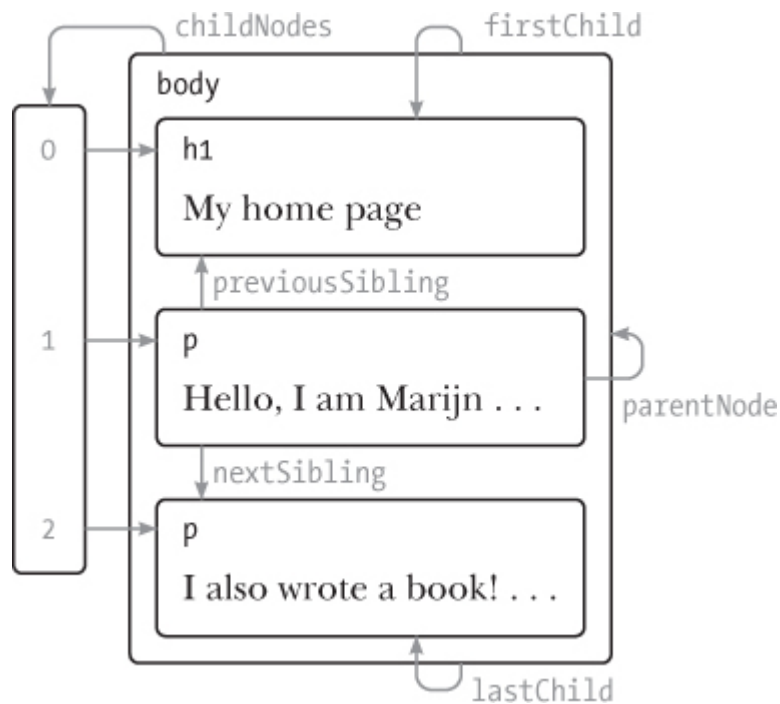 childNodes
firstChild
body
0
h1
My home page
previousSibling
1
p
Hello, I am Marijn . . .
parentNode
nextSibling
2
p
I also wrote a book! . . .
lastChild